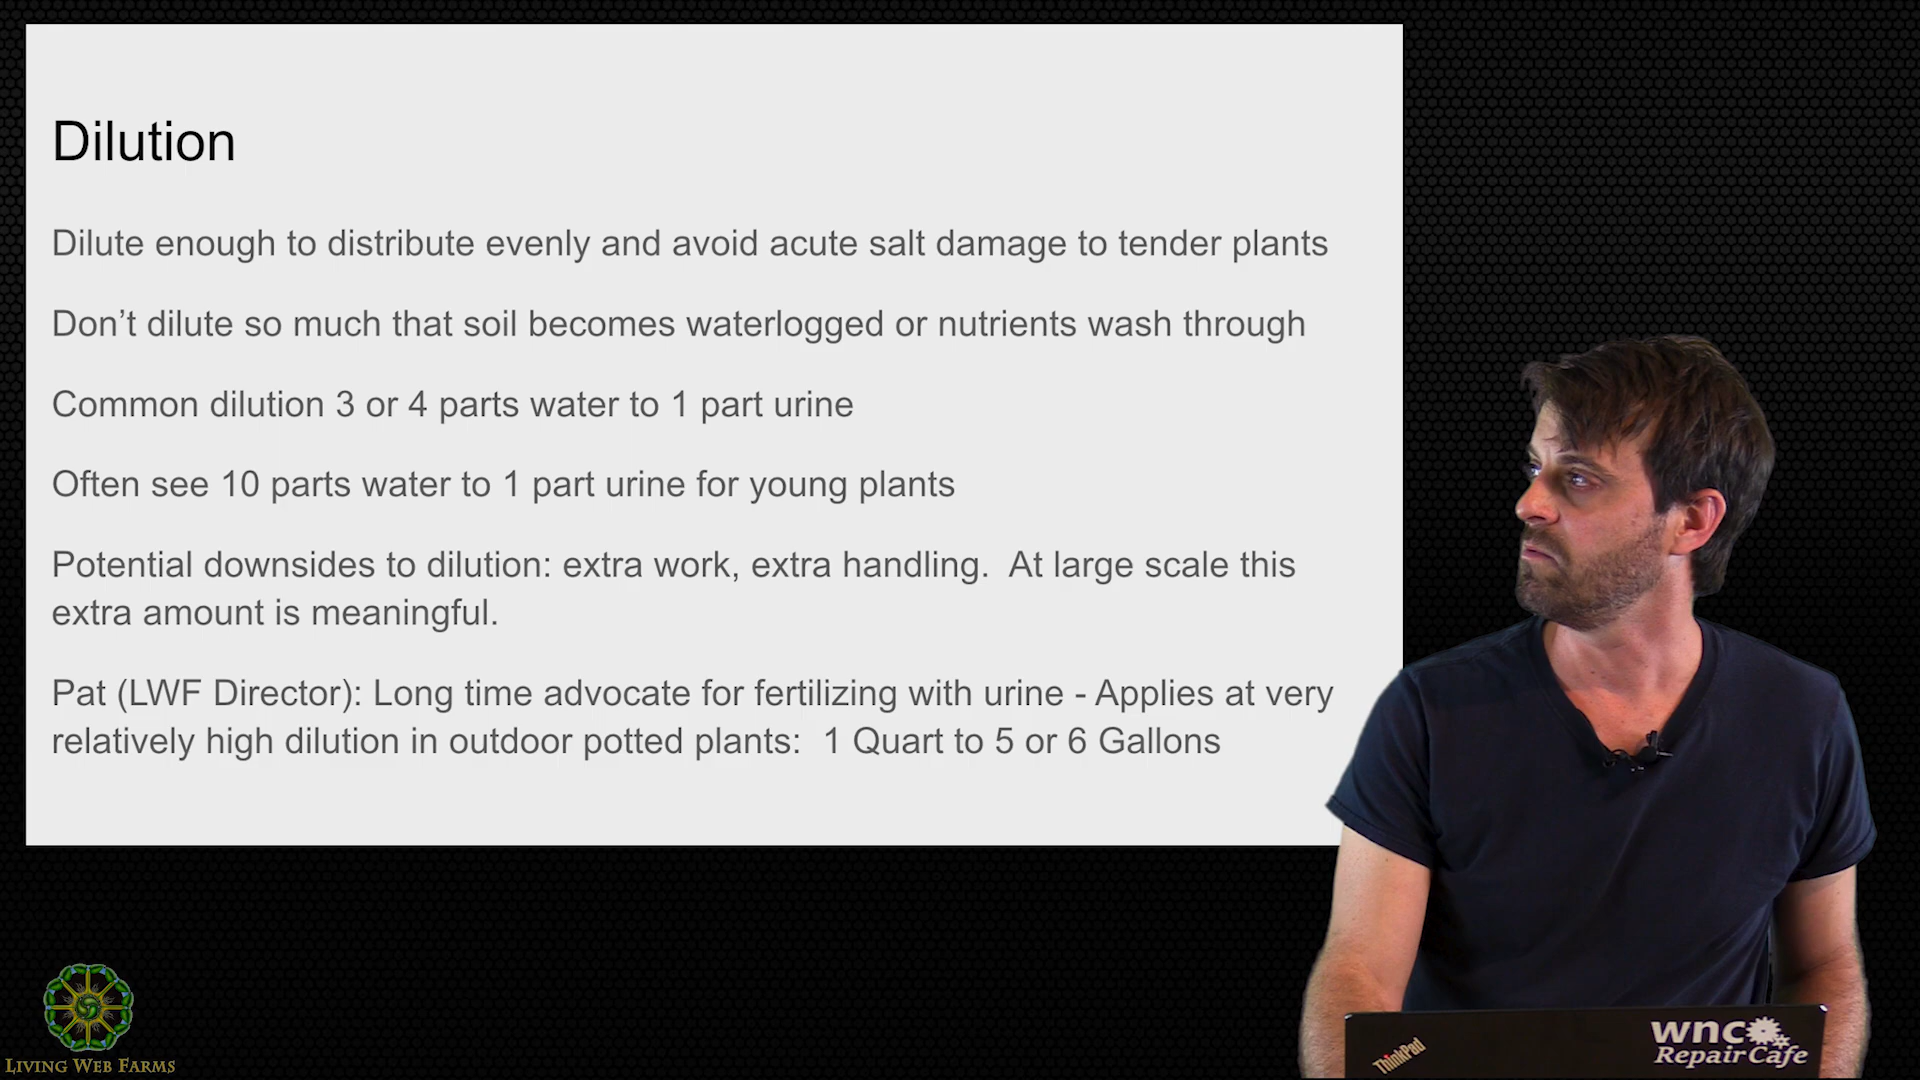 Dilution
Dilute enough to distribute evenly and avoid acute salt damage to tender plants
Don’t dilute so much that soil becomes waterlogged or nutrients wash through
Common dilution 3 or 4 parts water to 1 part urine
Often see 10 parts water to 1 part urine for young plants
Potential downsides to dilution: extra work, extra handling.  At large scale this
extra amount is meaningful.
Pat (LWF Director): Long time advocate for fertilizing with urine - Applies at very
relatively high dilution in outdoor potted plants:  1 Quart to 5 or 6 Gallons
wnc
Repair Cafe
ThinkPad
LIVING WEB FARMS